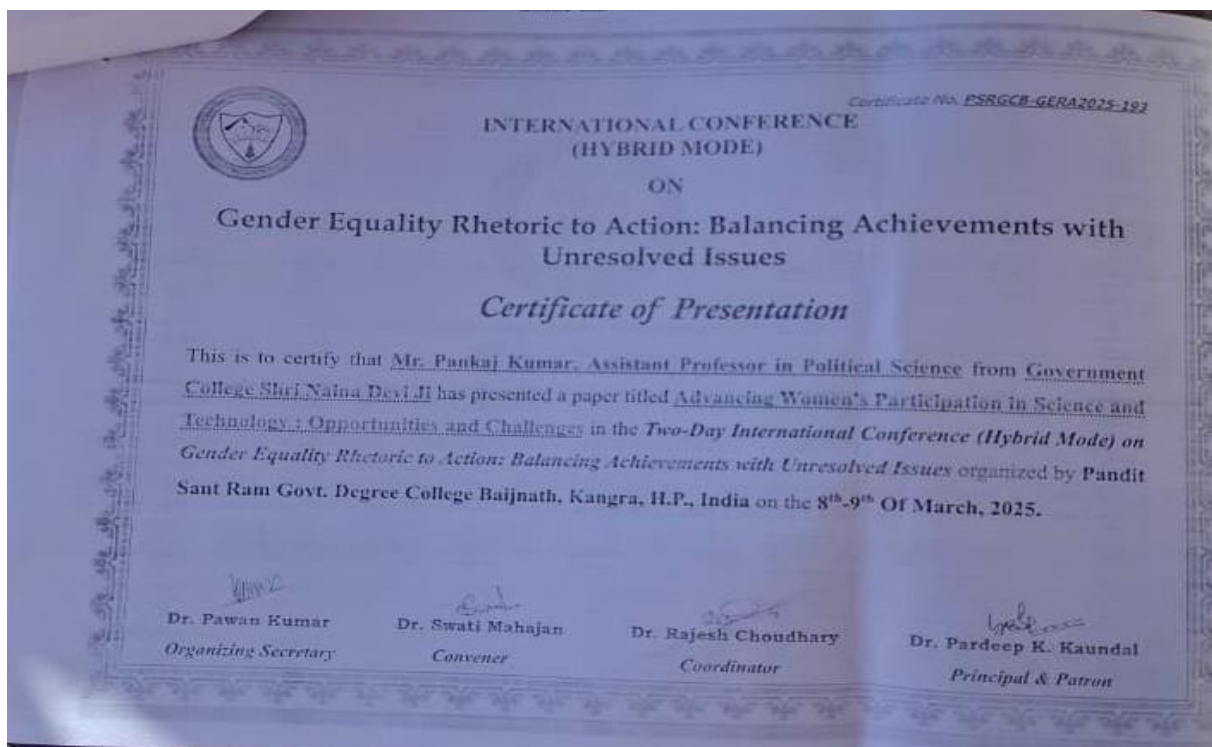 Certificate No. PSRGCB-GERA2025-193
INTERNATIONAL CONFERENCE
(HYBRID MODE)
ON
Gender Equality Rhetoric to Action: Balancing Achievements with
Unresolved Issues
Certificate of Presentation
This is to certify that Mr. Pankaj Kumar, Assistant Professor in Political Science from Government
College Shri Naina Devi Ji has presented a paper titled Advancing Women's Participation in Science and
Technology : Opportunities and Challenges in the Two-Day International Conference (Hybrid Mode) on
Gender Equality Rhetoric to Action: Balancing Achievements with Unresolved Issues organized by Pandit
Sant Ram Govt. Degree College Baijnath, Kangra, H.P., India on the 8th-9th Of March, 2025.
Dr. Pawan Kumar
Organizing Secretary
Dr. Swati Mahajan
Convener
Dr. Rajesh Choudhary
Coordinator
Dr. Pardeep K. Kaundal
Principal & Patron